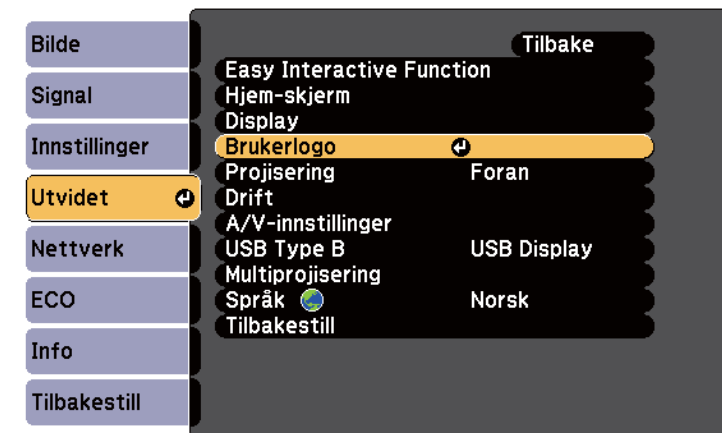 Bilde
Signal
Innstillinger
Utvidet
Nettverk
ECO
Info
Tilbakestill
Tilbake
Easy Interactive Function
Hjem-skjerm
Display
Brukerlogo
Projisering Foran
Drift
A/V-innstillinger
USB Type B USB Display
Multiprojisering
Språk Norsk
Tilbakestill